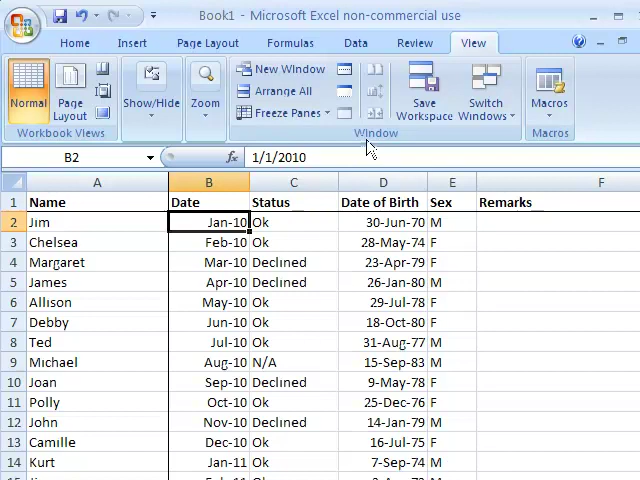 Book1 - Microsoft Excel non-commercial use
Home Insert Page Layout Formulas Data Review View
Normal Page Layout Show/Hide Zoom New Window Arrange All Freeze Panes Save Workspace Switch Windows Macros
Workbook Views Window Macros
B2 fx 1/1/2010
A B C D E F
1 Name Date Status Date of Birth Sex Remarks
2 Jim Jan-10 Ok 30-Jun-70 M
3 Chelsea Feb-10 Ok 28-May-74 F
4 Margaret Mar-10 Declined 23-Apr-79 F
5 James Apr-10 Declined 26-Jan-80 M
6 Allison May-10 Ok 29-Jul-78 F
7 Debby Jun-10 Ok 18-Oct-80 F
8 Ted Jul-10 Ok 31-Aug-77 M
9 Michael Aug-10 N/A 15-Sep-83 M
10 Joan Sep-10 Declined 9-May-78 F
11 Polly Oct-10 Ok 25-Dec-76 F
12 John Nov-10 Declined 14-Jan-79 M
13 Camille Dec-10 Ok 16-Jul-75 F
14 Kurt Jan-11 Ok 7-Sep-74 M